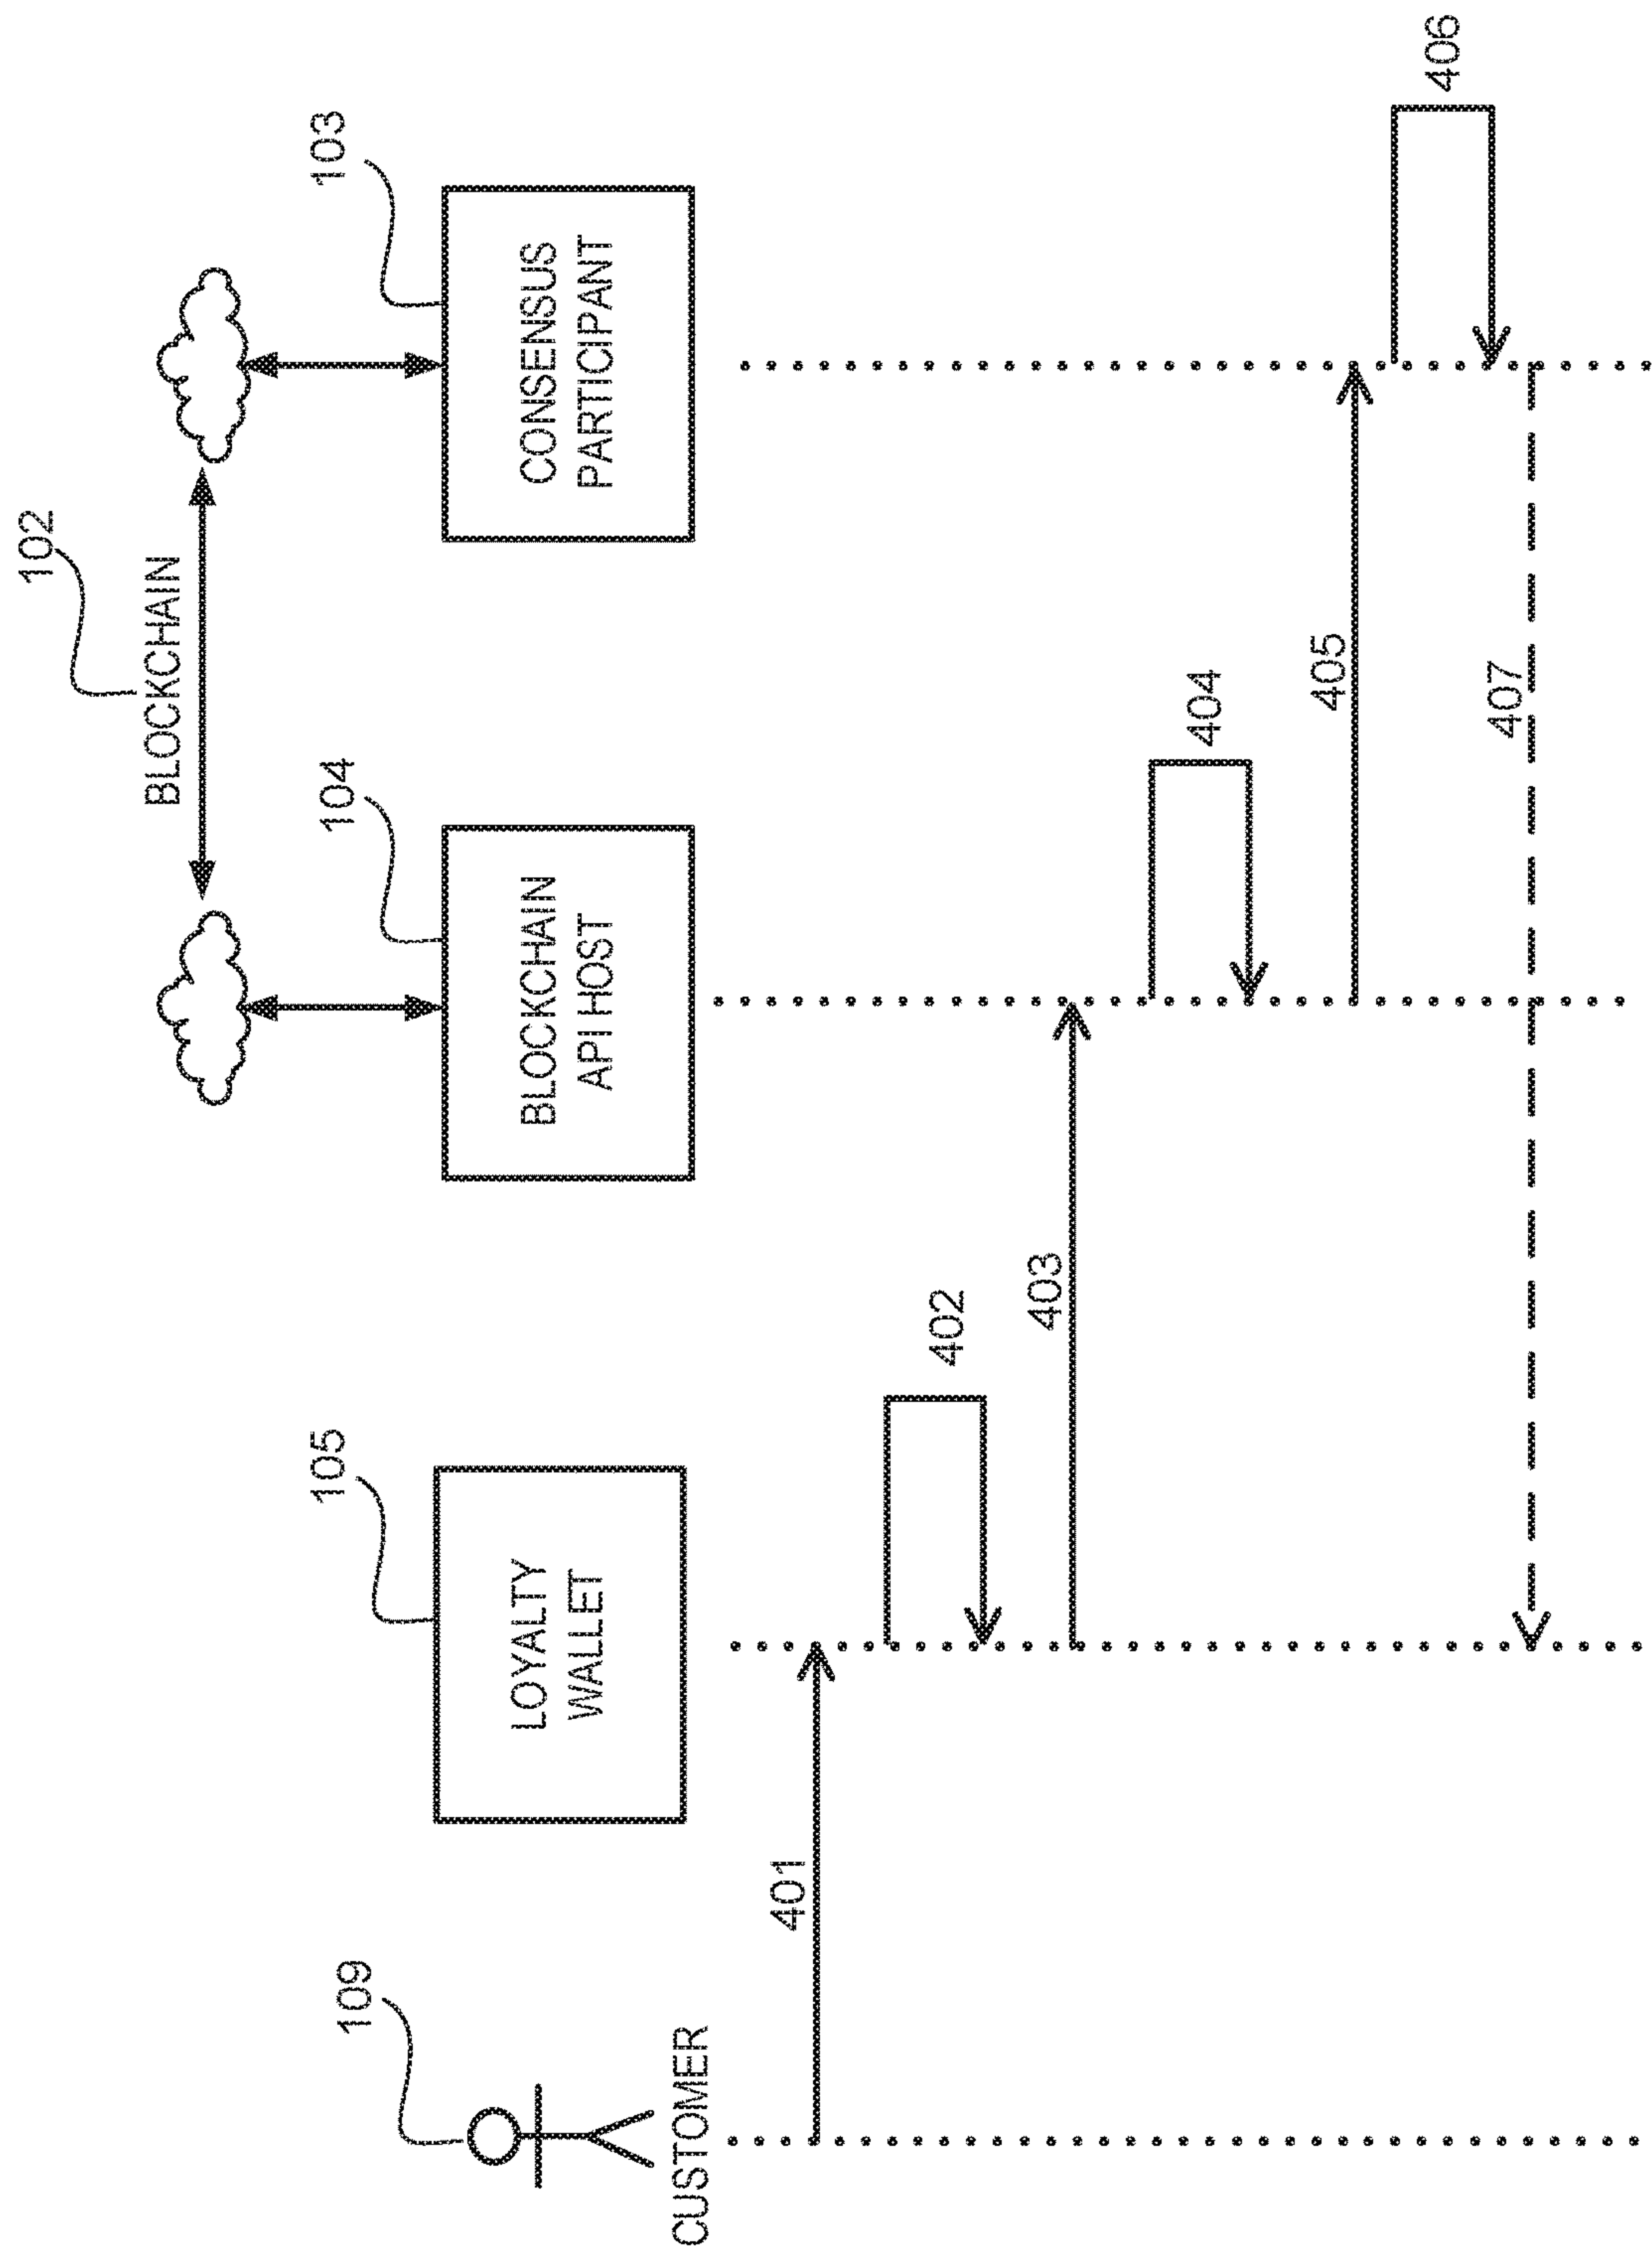 102
BLOCKCHAIN
109
105
104
103
CUSTOMER
LOYALTY
WALLET
BLOCKCHAIN
API HOST
CONSENSUS
PARTICIPANT
401
402
403
404
405
406
407